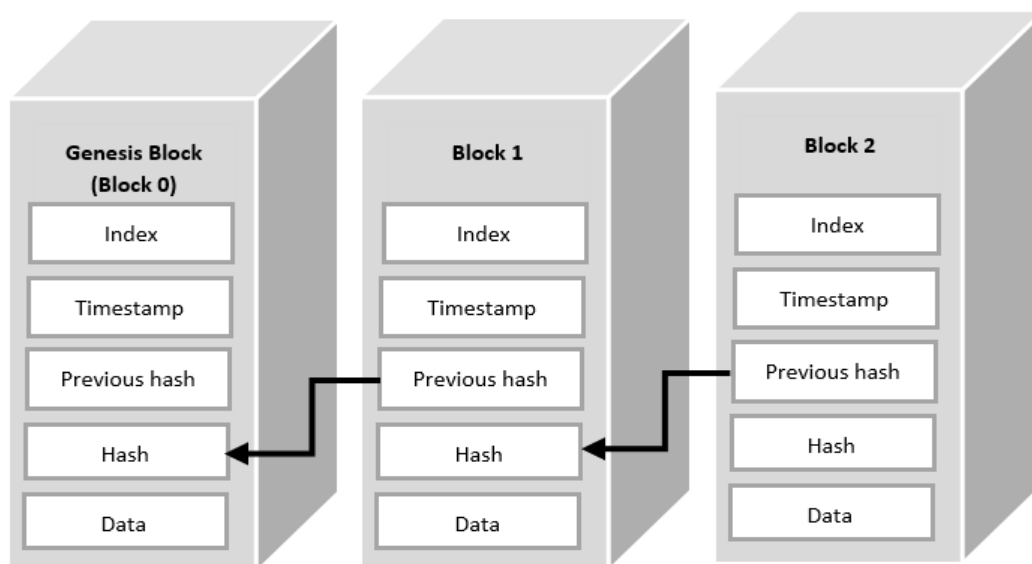 Genesis Block
(Block 0)
Index
Timestamp
Previous hash
Hash
Data
Block 1
Index
Timestamp
Previous hash
Hash
Data
Block 2
Index
Timestamp
Previous hash
Hash
Data